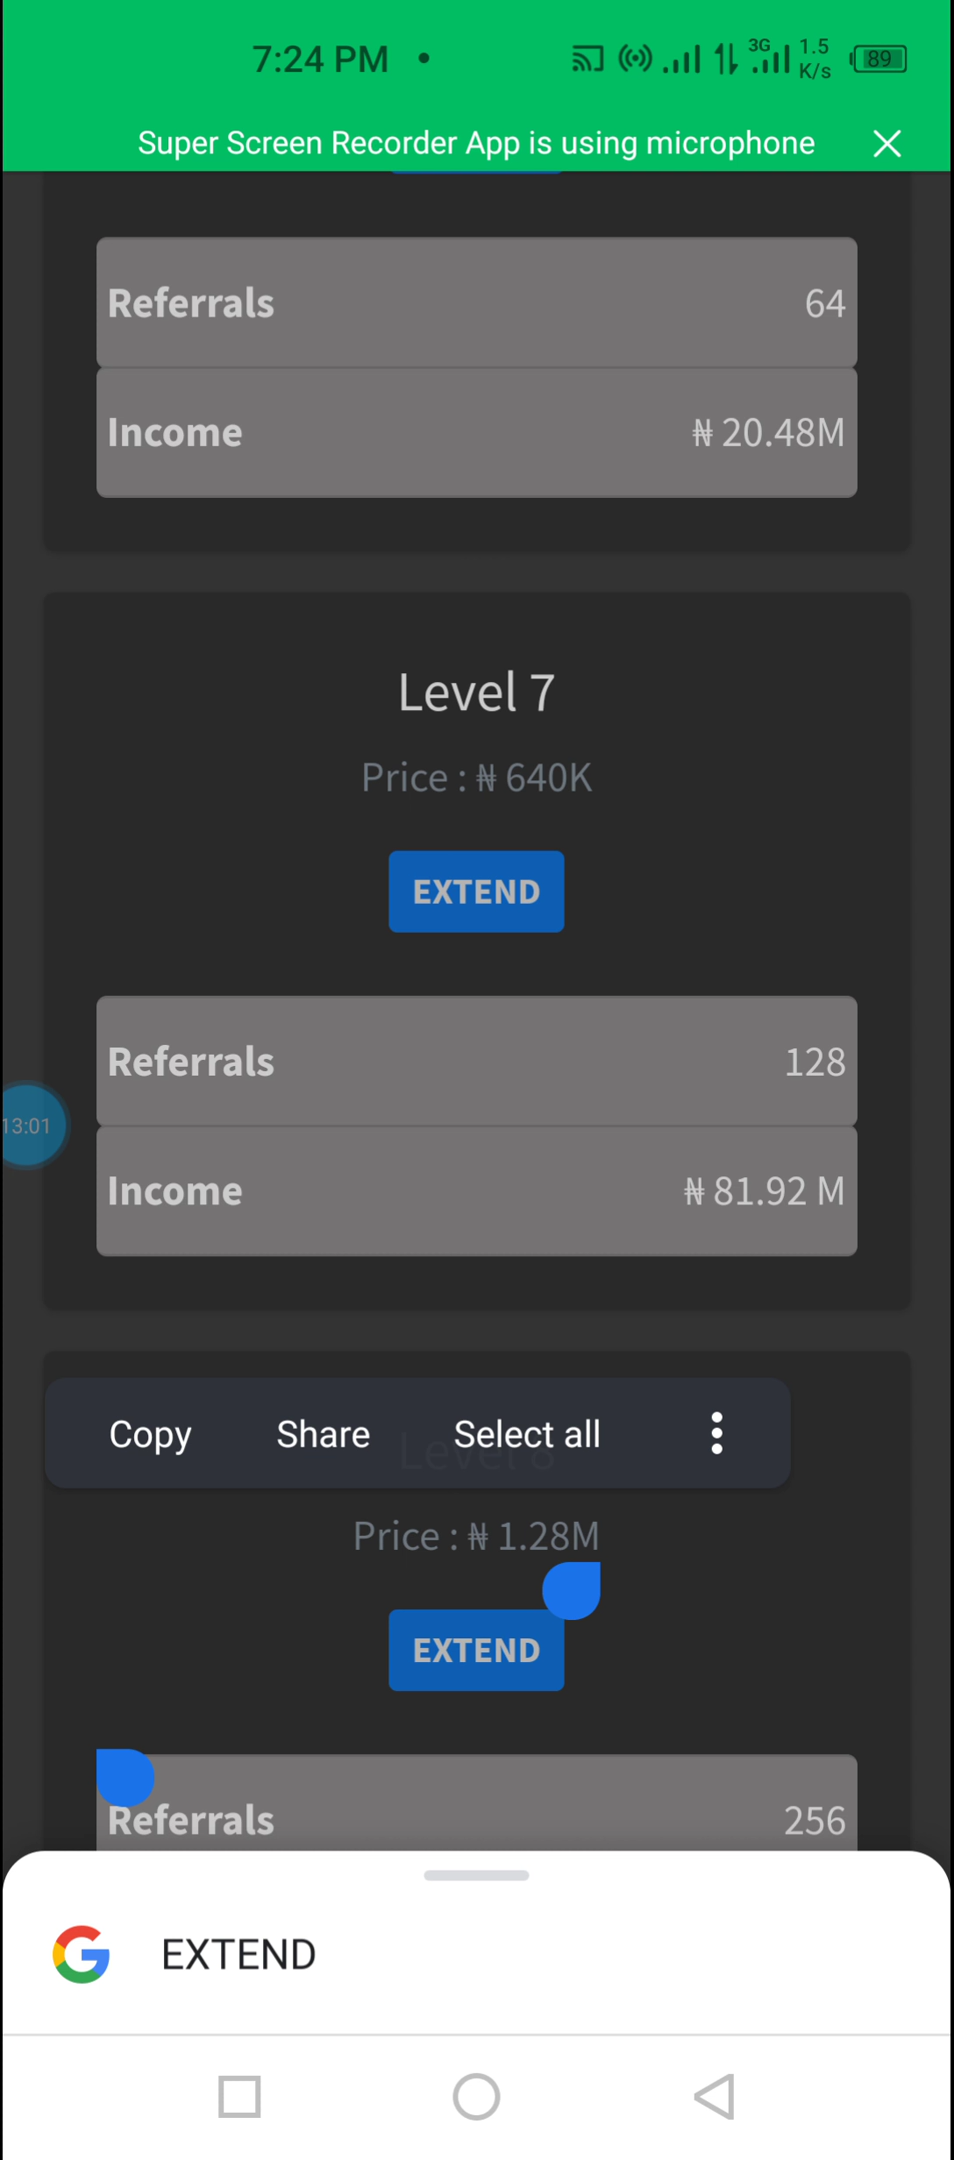 7:24 PM •
3G 1.5 K/s 89
Super Screen Recorder App is using microphone
Referrals 64
Income ₦ 20.48M
Level 7
Price : ₦ 640K
EXTEND
Referrals 128
13:01
Income ₦ 81.92 M
Copy Share Select all
Level 8
Price : ₦ 1.28M
EXTEND
Referrals 256
G EXTEND